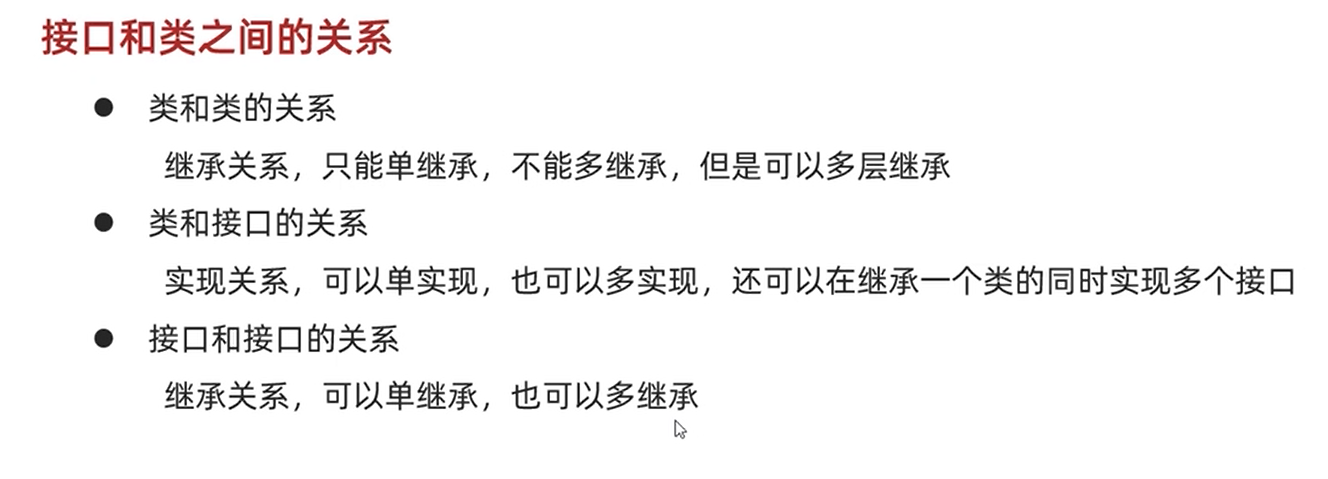 接口和类之间的关系
● 类和类的关系
继承关系，只能单继承，不能多继承，但是可以多层继承
● 类和接口的关系
实现关系，可以单实现，也可以多实现，还可以在继承一个类的同时实现多个接口
● 接口和接口的关系
继承关系，可以单继承，也可以多继承